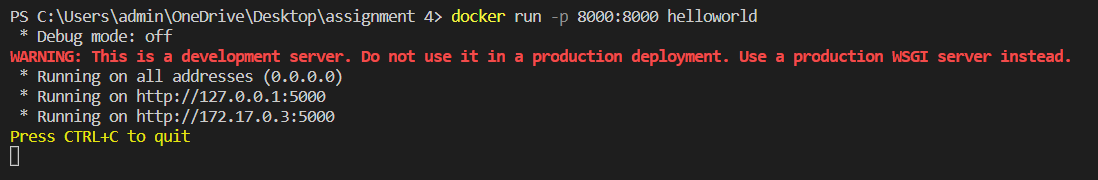 PS C:\Users\admin\OneDrive\Desktop\assignment 4> docker run -p 8000:8000 helloworld
 * Debug mode: off
WARNING: This is a development server. Do not use it in a production deployment. Use a production WSGI server instead.
 * Running on all addresses (0.0.0.0)
 * Running on http://127.0.0.1:5000
 * Running on http://172.17.0.3:5000
Press CTRL+C to quit